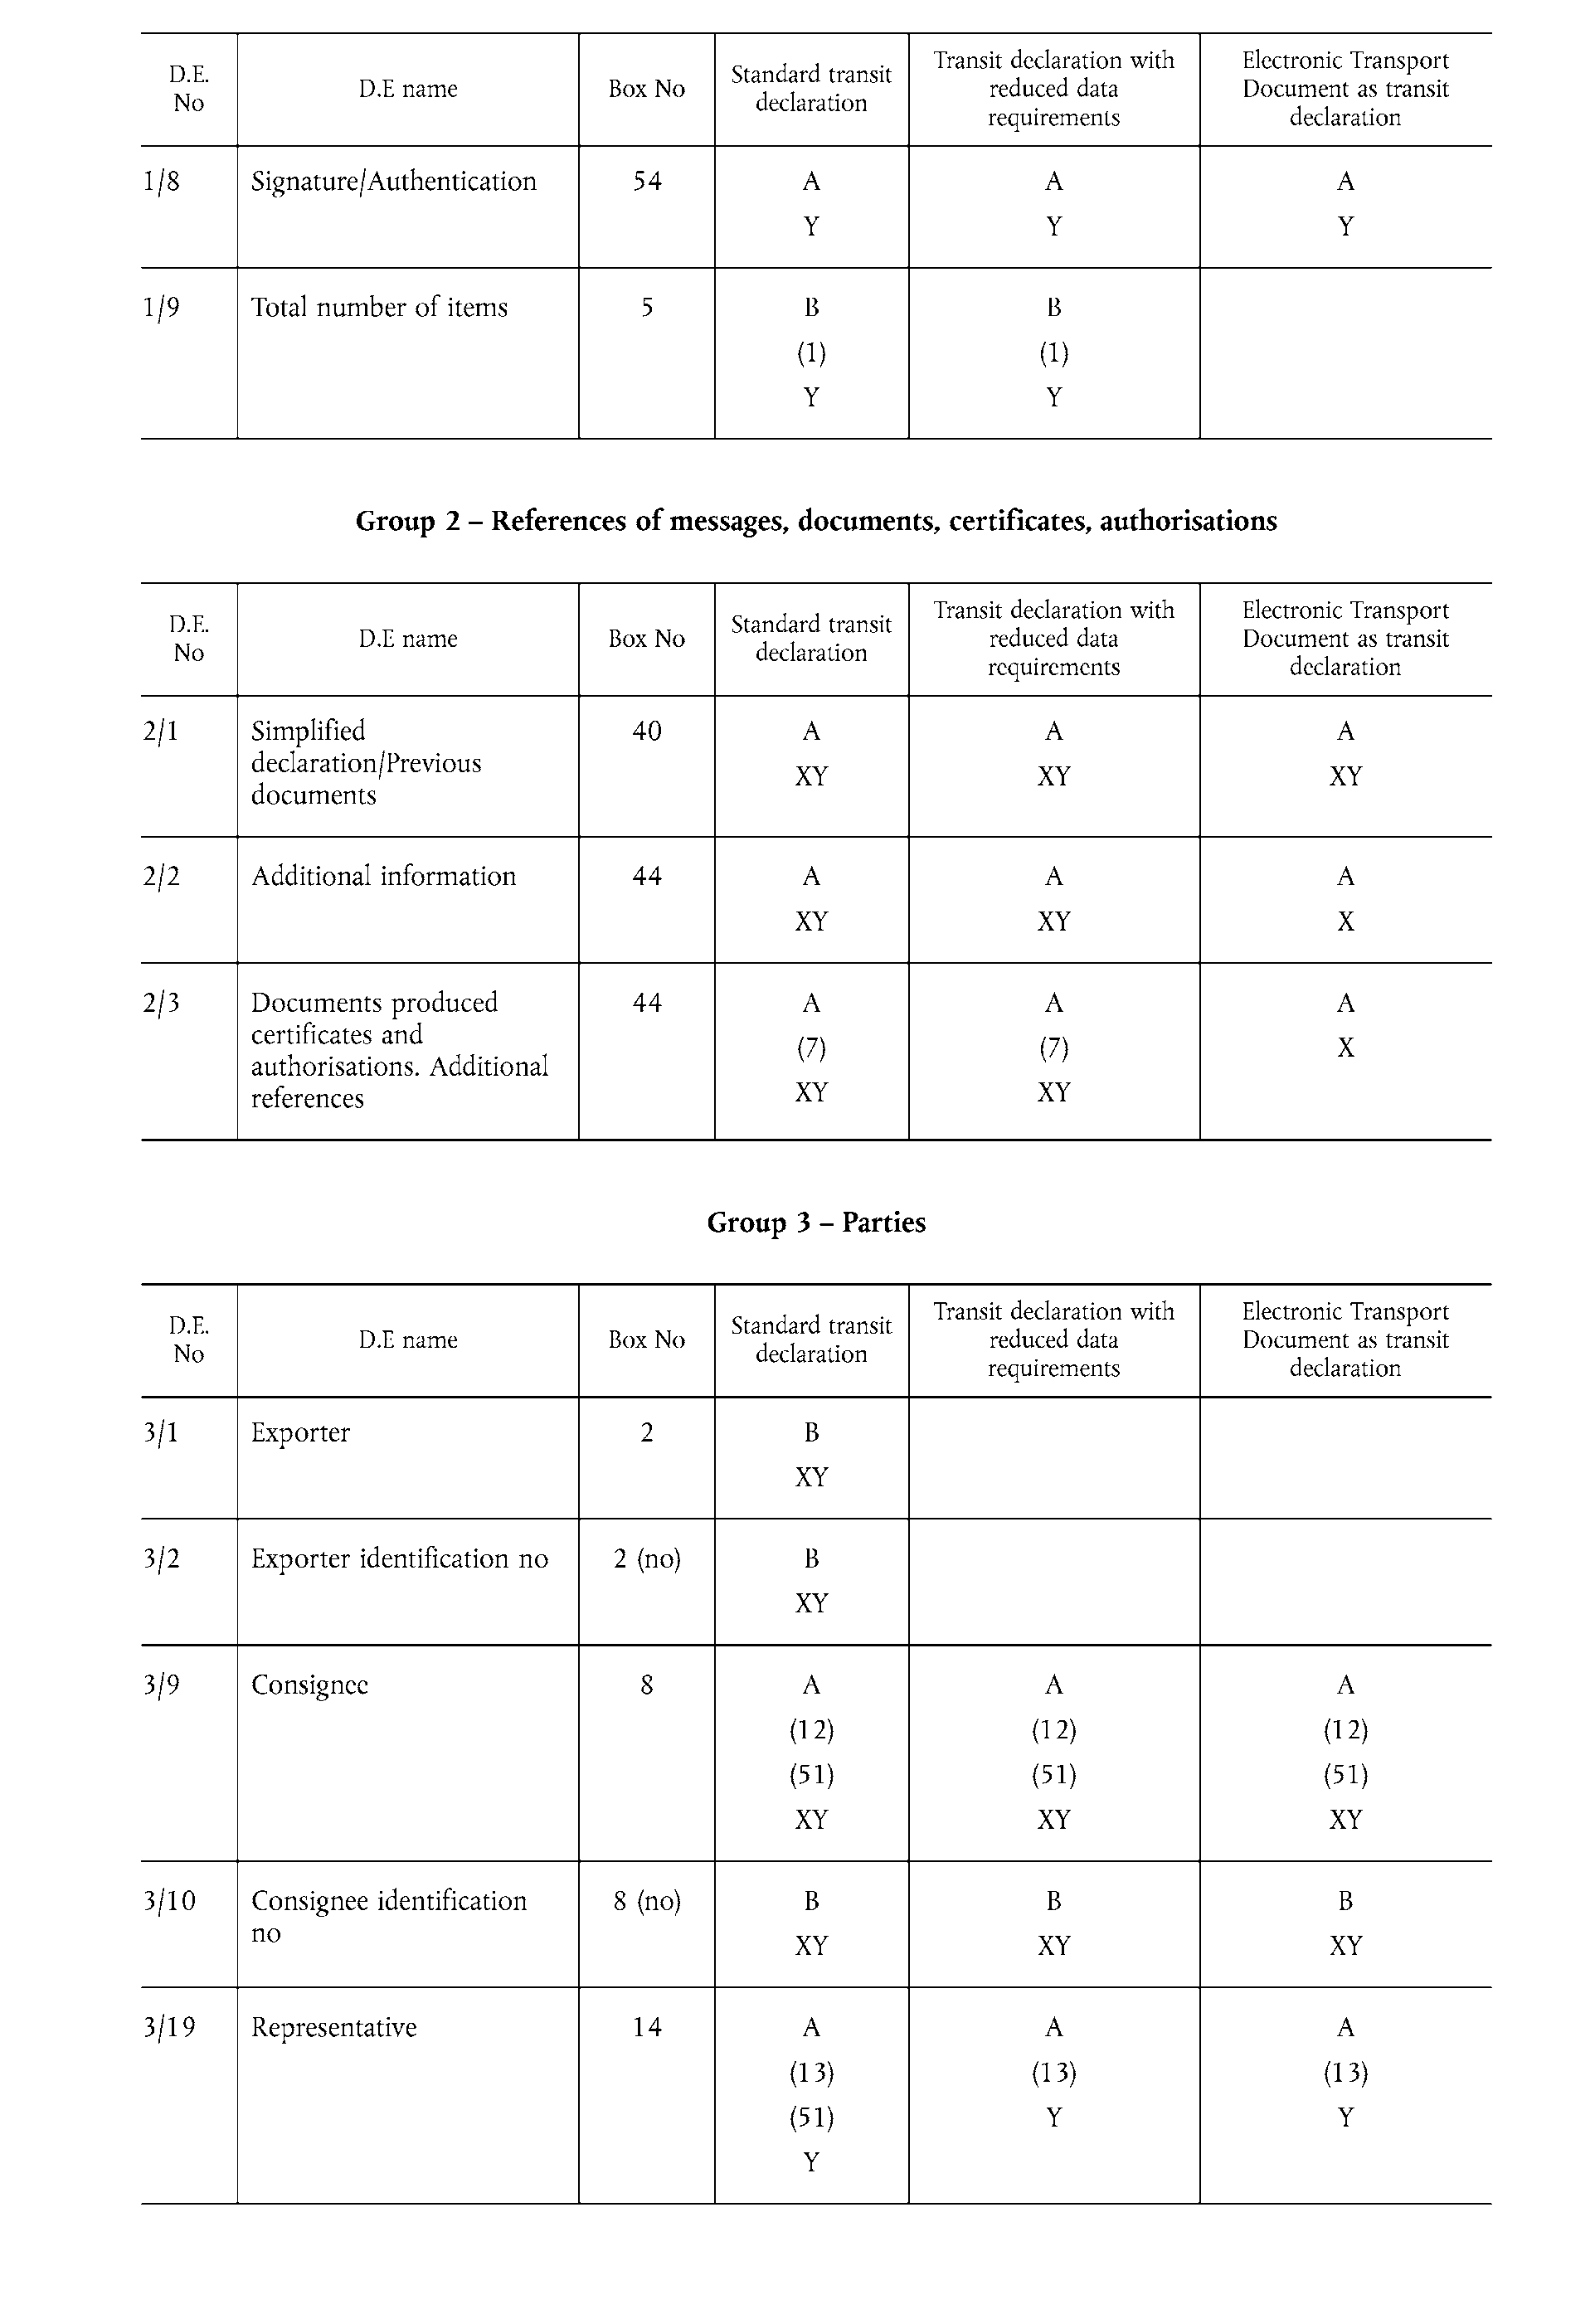 D.E. No | D.E name | Box No | Standard transit declaration | Transit declaration with reduced data requirements | Electronic Transport Document as transit declaration
1/8 | Signature/Authentication | 54 | A | A | A
Y | Y | Y
1/9 | Total number of items | 5 | B | B
(1) | (1)
Y | Y
Group 2 – References of messages, documents, certificates, authorisations
D.E. No | D.E name | Box No | Standard transit declaration | Transit declaration with reduced data requirements | Electronic Transport Document as transit declaration
2/1 | Simplified | 40 | A | A | A
declaration/Previous | XY | XY | XY
documents
2/2 | Additional information | 44 | A | A | A
XY | XY | X
2/3 | Documents produced | 44 | A | A | A
certificates and | (7) | (7) | X
authorisations. Additional
references | XY | XY
Group 3 – Parties
D.E. No | D.E name | Box No | Standard transit declaration | Transit declaration with reduced data requirements | Electronic Transport Document as transit declaration
3/1 | Exporter | 2 | B
XY
3/2 | Exporter identification no | 2 (no) | B
XY
3/9 | Consignee | 8 | A | A | A
(12) | (12) | (12)
(51) | (51) | (51)
XY | XY | XY
3/10 | Consignee identification | 8 (no) | B | B | B
no | XY | XY | XY
3/19 | Representative | 14 | A | A | A
(13) | (13) | (13)
(51) | Y | Y
Y